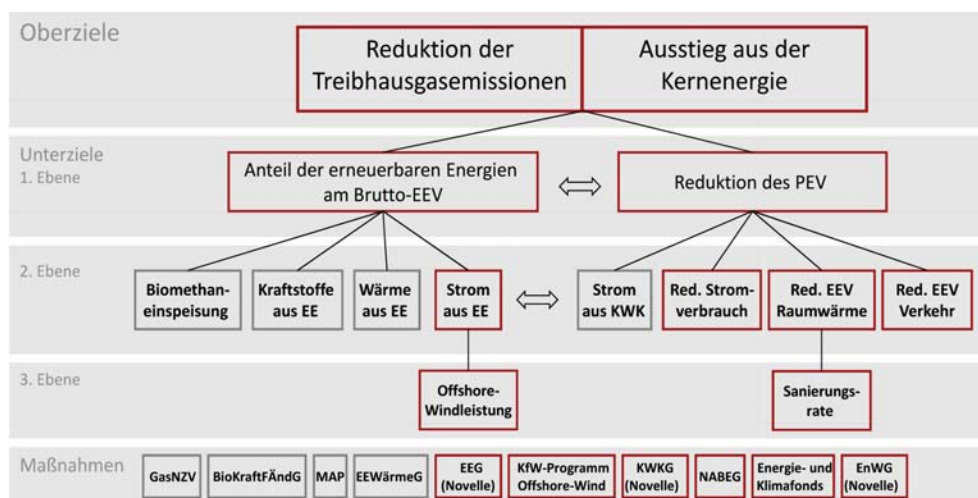 Oberziele
Reduktion der
Treibhausgasemissionen
Ausstieg aus der
Kernenergie
Unterziele
1. Ebene
Anteil der erneuerbaren Energien
am Brutto-EEV
Reduktion des PEV
2. Ebene
Biomethan-
einspeisung
Kraftstoffe
aus EE
Wärme
aus EE
Strom
aus EE
Strom
aus KWK
Red. Strom-
verbrauch
Red. EEV
Raumwärme
Red. EEV
Verkehr
3. Ebene
Offshore-
Windleistung
Sanierungs-
rate
Maßnahmen
GasNZV
BioKraftFÄndG
MAP
EEWärmeG
EEG
(Novelle)
KfW-Programm
Offshore-Wind
KWKG
(Novelle)
NABEG
Energie- und
Klimafonds
EnWG
(Novelle)